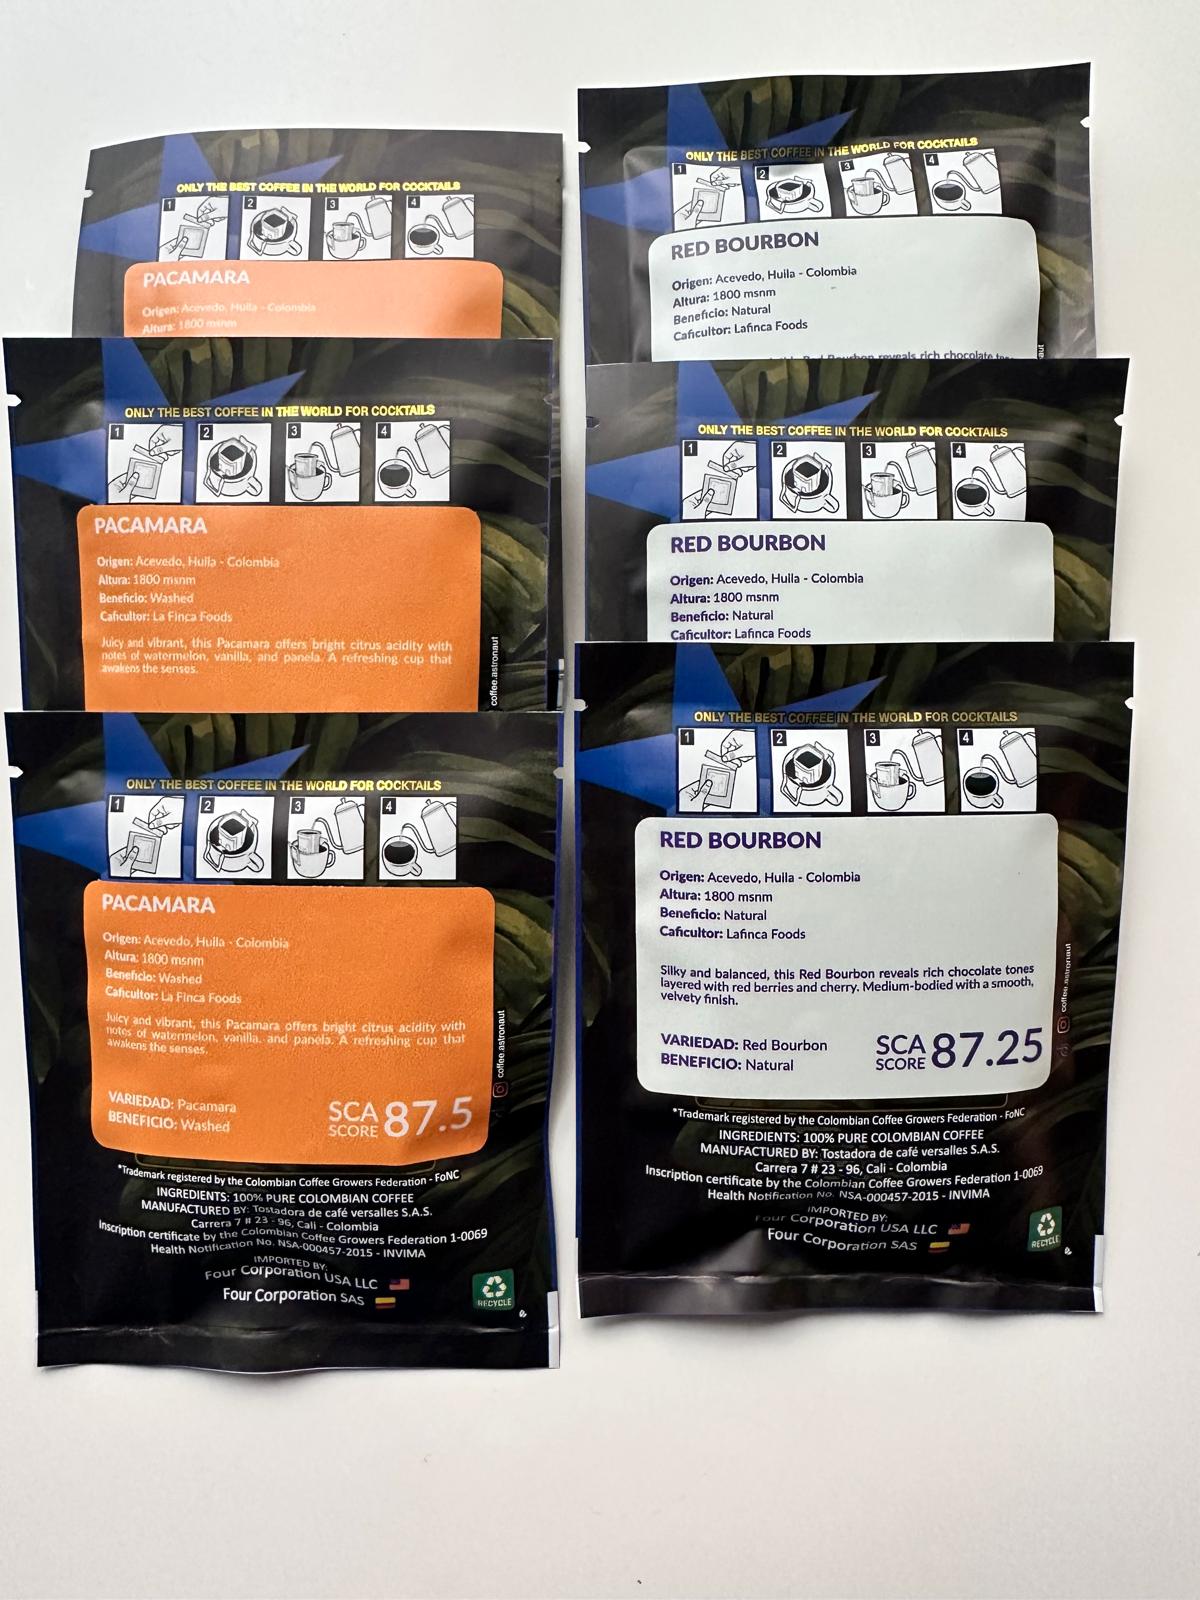 ONLY THE BEST COFFEE IN THE WORLD FOR COCKTAILS
1 2 3 4
PACAMARA
Origen: Acevedo, Huila - Colombia
Altura: 1800 msnm
ONLY THE BEST COFFEE IN THE WORLD FOR COCKTAILS
1 2 3 4
PACAMARA
Origen: Acevedo, Huila - Colombia
Altura: 1800 msnm
Beneficio: Washed
Caficultor: La Finca Foods
Juicy and vibrant, this Pacamara offers bright citrus acidity with
notes of watermelon, vanilla, and panela. A refreshing cup that
awakens the senses.
coffee.astronaut
ONLY THE BEST COFFEE IN THE WORLD FOR COCKTAILS
1 2 3 4
PACAMARA
Origen: Acevedo, Huila - Colombia
Altura: 1800 msnm
Beneficio: Washed
Caficultor: La Finca Foods
Juicy and vibrant, this Pacamara offers bright citrus acidity with
notes of watermelon, vanilla, and panela. A refreshing cup that
awakens the senses.
VARIEDAD: Pacamara
BENEFICIO: Washed
SCA
SCORE 87.5
coffee.astronaut
*Trademark registered by the Colombian Coffee Growers Federation - FoNC
INGREDIENTS: 100% PURE COLOMBIAN COFFEE
MANUFACTURED BY: Tostadora de café versalles S.A.S.
Carrera 7 # 23 - 96, Cali - Colombia
Inscription certificate by the Colombian Coffee Growers Federation 1-0069
Health Notification No. NSA-000457-2015 - INVIMA
IMPORTED BY:
Four Corporation USA LLC
Four Corporation SAS
RECYCLE
ONLY THE BEST COFFEE IN THE WORLD FOR COCKTAILS
1 2 3 4
RED BOURBON
Origen: Acevedo, Huila - Colombia
Altura: 1800 msnm
Beneficio: Natural
Caficultor: Lafinca Foods
this Red Bourbon reveals rich chocolate
ONLY THE BEST COFFEE IN THE WORLD FOR COCKTAILS
1 2 3 4
RED BOURBON
Origen: Acevedo, Huila - Colombia
Altura: 1800 msnm
Beneficio: Natural
Caficultor: Lafinca Foods
ONLY THE BEST COFFEE IN THE WORLD FOR COCKTAILS
1 2 3 4
RED BOURBON
Origen: Acevedo, Huila - Colombia
Altura: 1800 msnm
Beneficio: Natural
Caficultor: Lafinca Foods
Silky and balanced, this Red Bourbon reveals rich chocolate tones
layered with red berries and cherry. Medium-bodied with a smooth,
velvety finish.
VARIEDAD: Red Bourbon
BENEFICIO: Natural
SCA
SCORE 87.25
coffee.astronaut
*Trademark registered by the Colombian Coffee Growers Federation - FoNC
INGREDIENTS: 100% PURE COLOMBIAN COFFEE
MANUFACTURED BY: Tostadora de café versalles S.A.S.
Carrera 7 # 23 - 96, Cali - Colombia
Inscription certificate by the Colombian Coffee Growers Federation 1-0069
Health Notification No. NSA-000457-2015 - INVIMA
IMPORTED BY:
Four Corporation USA LLC
Four Corporation SAS
RECYCLE